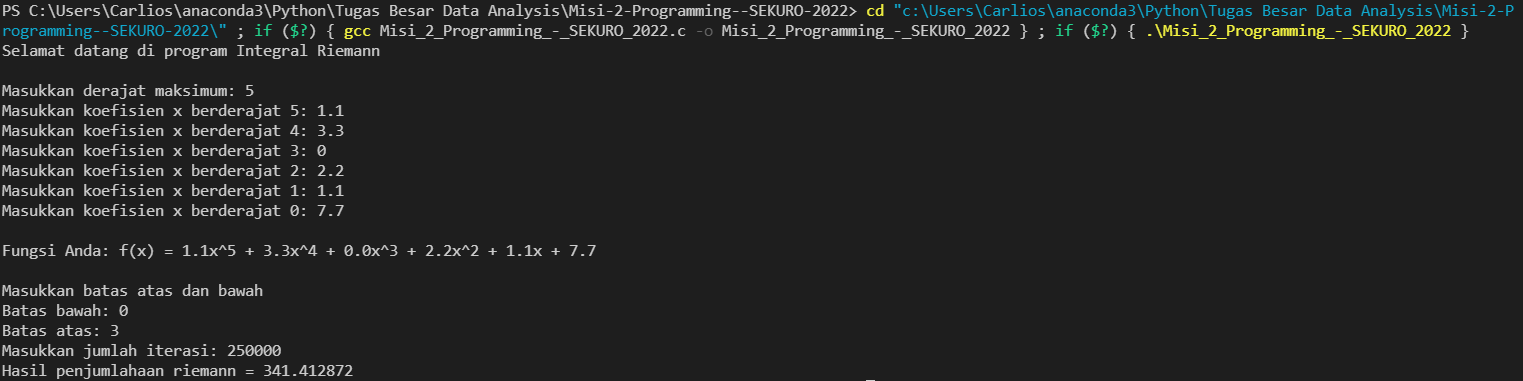 PS C:\Users\Carlios\anaconda3\Python\Tugas Besar Data Analysis\Misi-2-Programming--SEKURO-2022> cd "c:\Users\Carlios\anaconda3\Python\Tugas Besar Data Analysis\Misi-2-P
rogramming--SEKURO-2022\" ; if ($?) { gcc Misi_2_Programming_-_SEKURO_2022.c -o Misi_2_Programming_-_SEKURO_2022 } ; if ($?) { .\Misi_2_Programming_-_SEKURO_2022 }
Selamat datang di program Integral Riemann
Masukkan derajat maksimum: 5
Masukkan koefisien x berderajat 5: 1.1
Masukkan koefisien x berderajat 4: 3.3
Masukkan koefisien x berderajat 3: 0
Masukkan koefisien x berderajat 2: 2.2
Masukkan koefisien x berderajat 1: 1.1
Masukkan koefisien x berderajat 0: 7.7
Fungsi Anda: f(x) = 1.1x^5 + 3.3x^4 + 0.0x^3 + 2.2x^2 + 1.1x + 7.7
Masukkan batas atas dan bawah
Batas bawah: 0
Batas atas: 3
Masukkan jumlah iterasi: 250000
Hasil penjumlahaan riemann = 341.412872